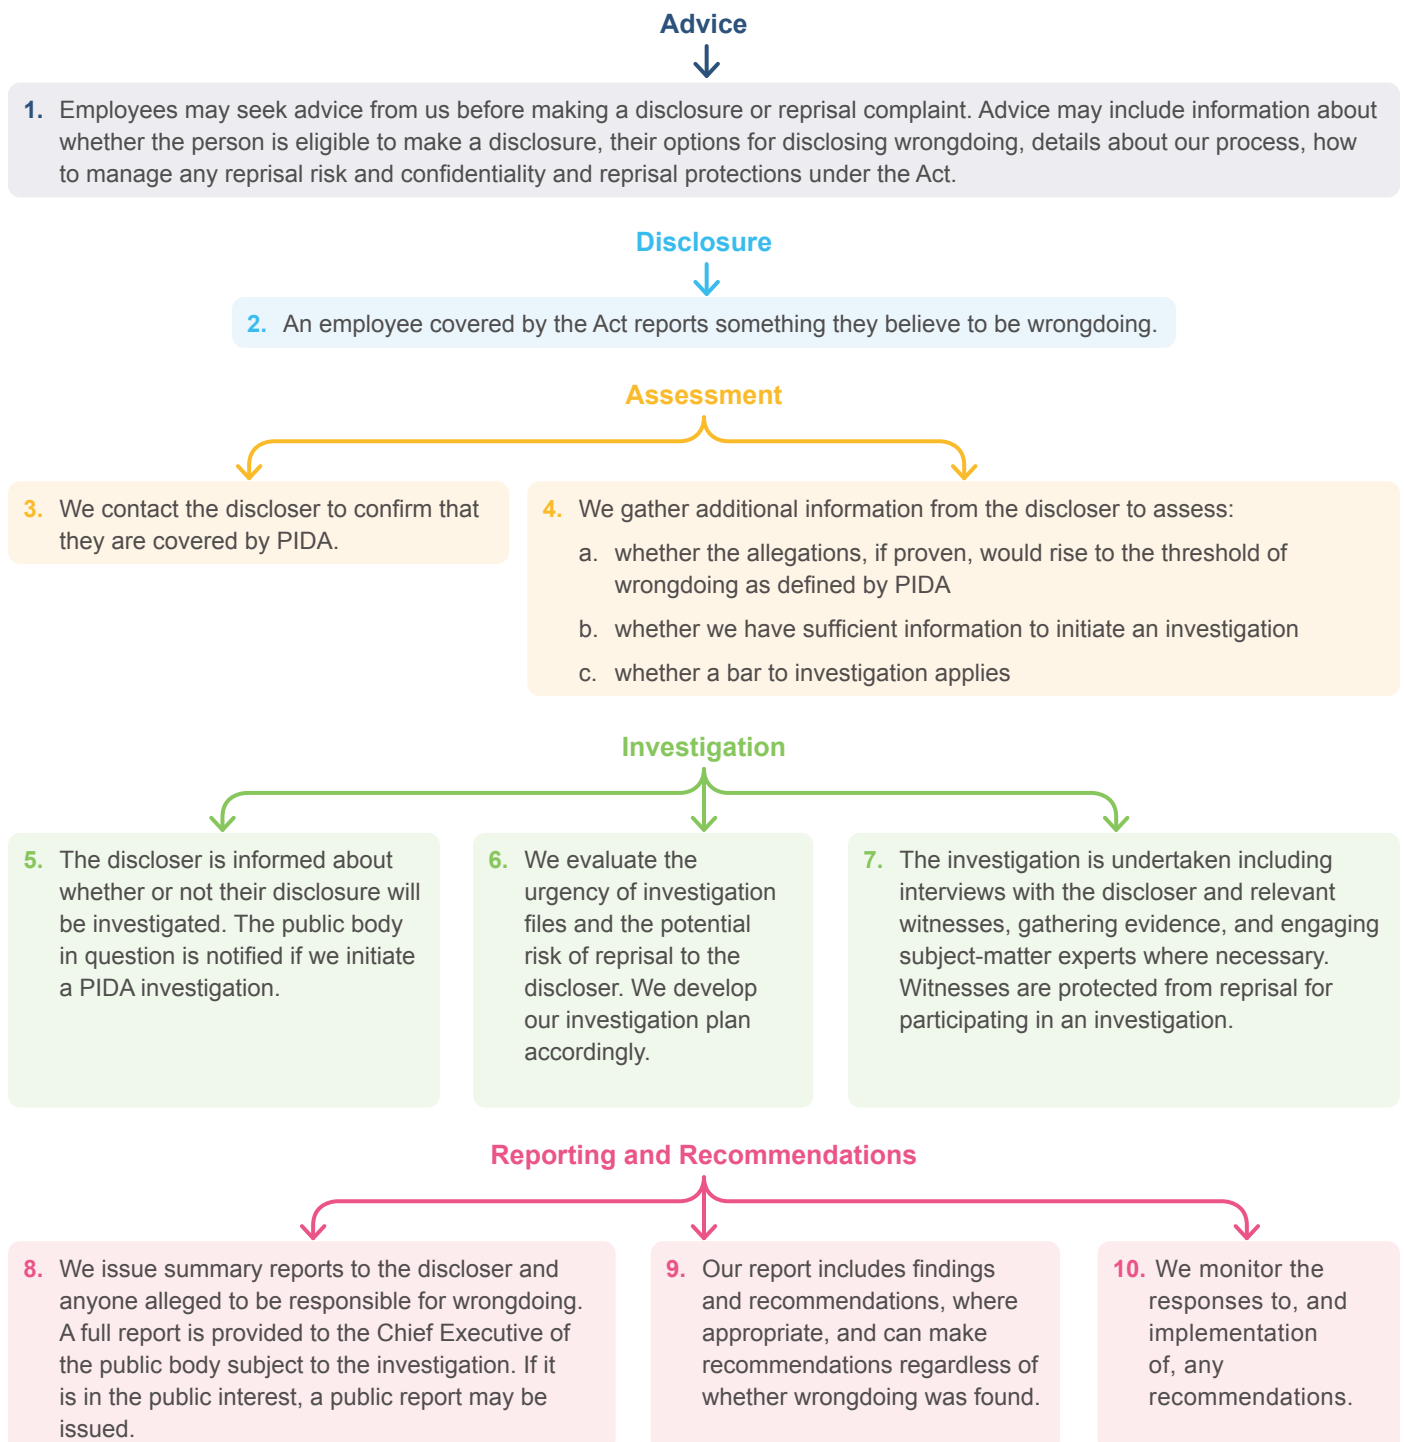 Advice
1. Employees may seek advice from us before making a disclosure or reprisal complaint. Advice may include information about
whether the person is eligible to make a disclosure, their options for disclosing wrongdoing, details about our process, how
to manage any reprisal risk and confidentiality and reprisal protections under the Act.
Disclosure
2. An employee covered by the Act reports something they believe to be wrongdoing.
Assessment
3. We contact the discloser to confirm that
they are covered by PIDA.
4. We gather additional information from the discloser to assess:
a. whether the allegations, if proven, would rise to the threshold of
wrongdoing as defined by PIDA
b. whether we have sufficient information to initiate an investigation
c. whether a bar to investigation applies
Investigation
5. The discloser is informed about
whether or not their disclosure will
be investigated. The public body
in question is notified if we initiate
a PIDA investigation.
6. We evaluate the
urgency of investigation
files and the potential
risk of reprisal to the
discloser. We develop
our investigation plan
accordingly.
7. The investigation is undertaken including
interviews with the discloser and relevant
witnesses, gathering evidence, and engaging
subject-matter experts where necessary.
Witnesses are protected from reprisal for
participating in an investigation.
Reporting and Recommendations
8. We issue summary reports to the discloser and
anyone alleged to be responsible for wrongdoing.
A full report is provided to the Chief Executive of
the public body subject to the investigation. If it
is in the public interest, a public report may be
issued.
9. Our report includes findings
and recommendations, where
appropriate, and can make
recommendations regardless of
whether wrongdoing was found.
10. We monitor the
responses to, and
implementation
of, any
recommendations.